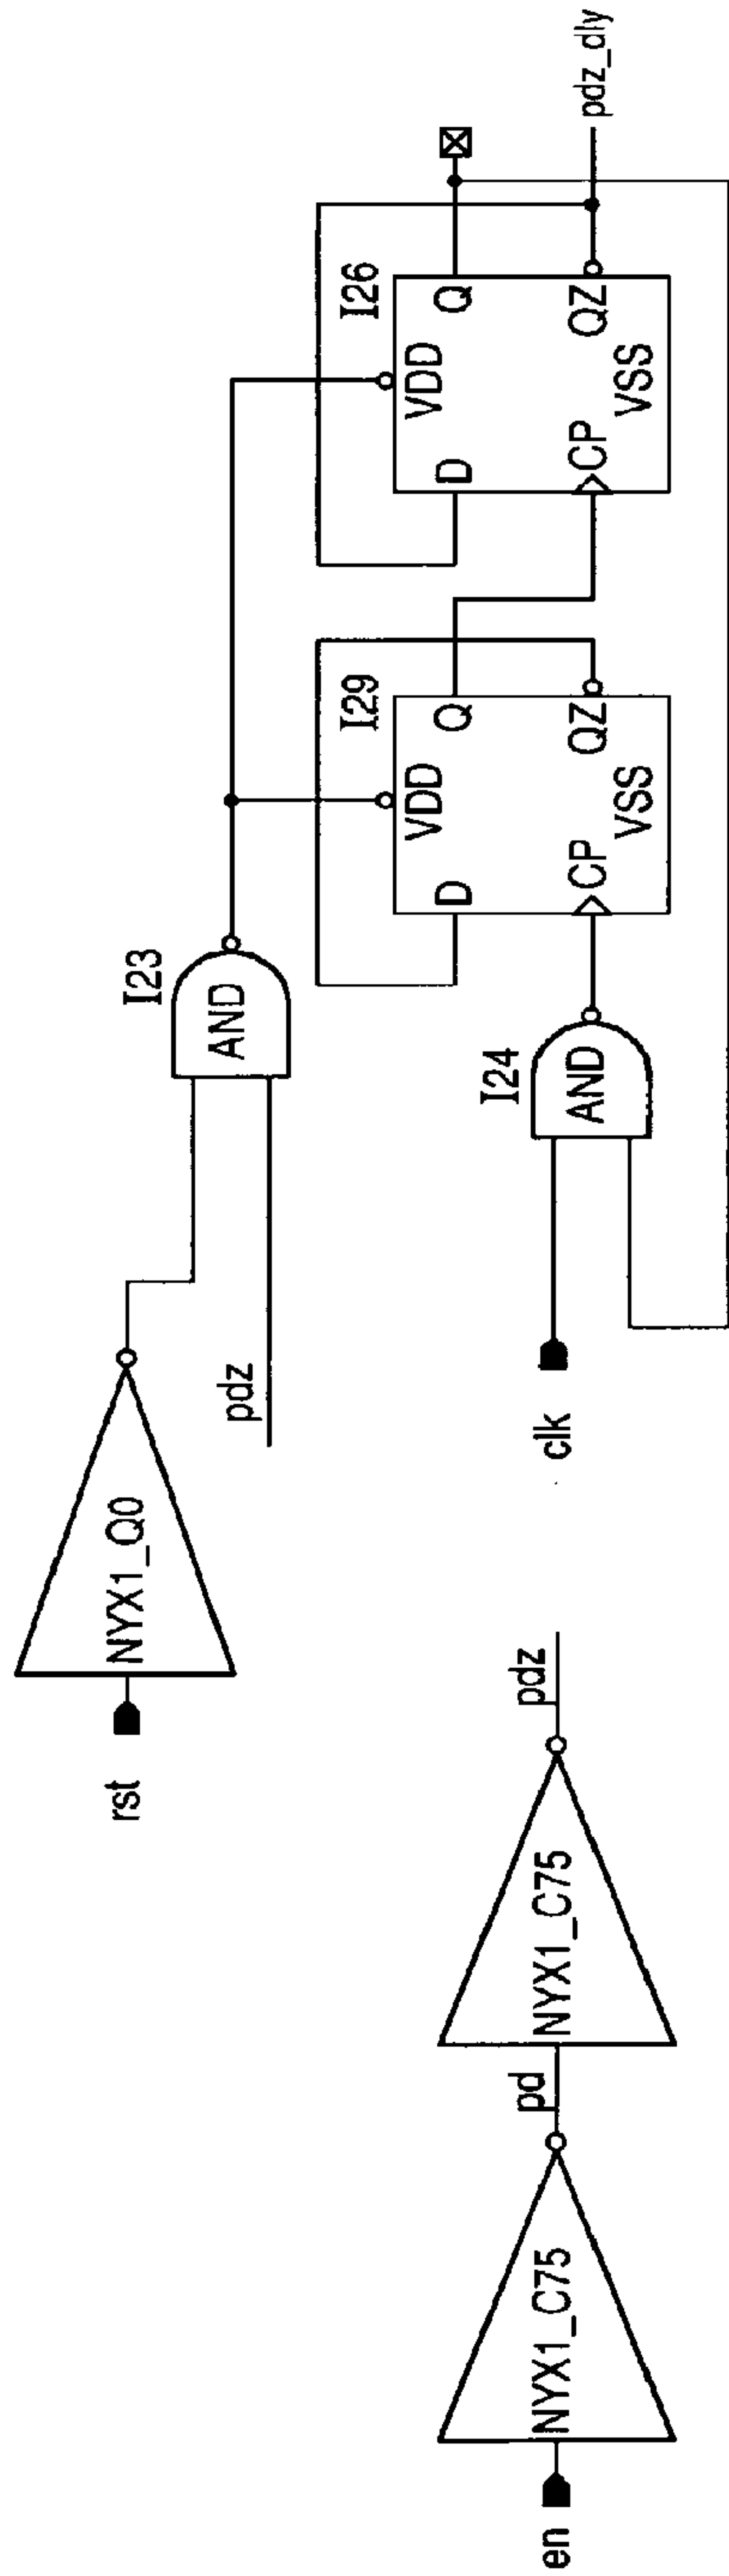 rst
NYX1_Q0
pdz
I23
AND
I29
VDD
D
Q
CP
QZ
VSS
I26
VDD
D
Q
CP
QZ
VSS
pdz_dly
clk
I24
AND
en
NYX1_C75
pd
NYX1_C75
pdz